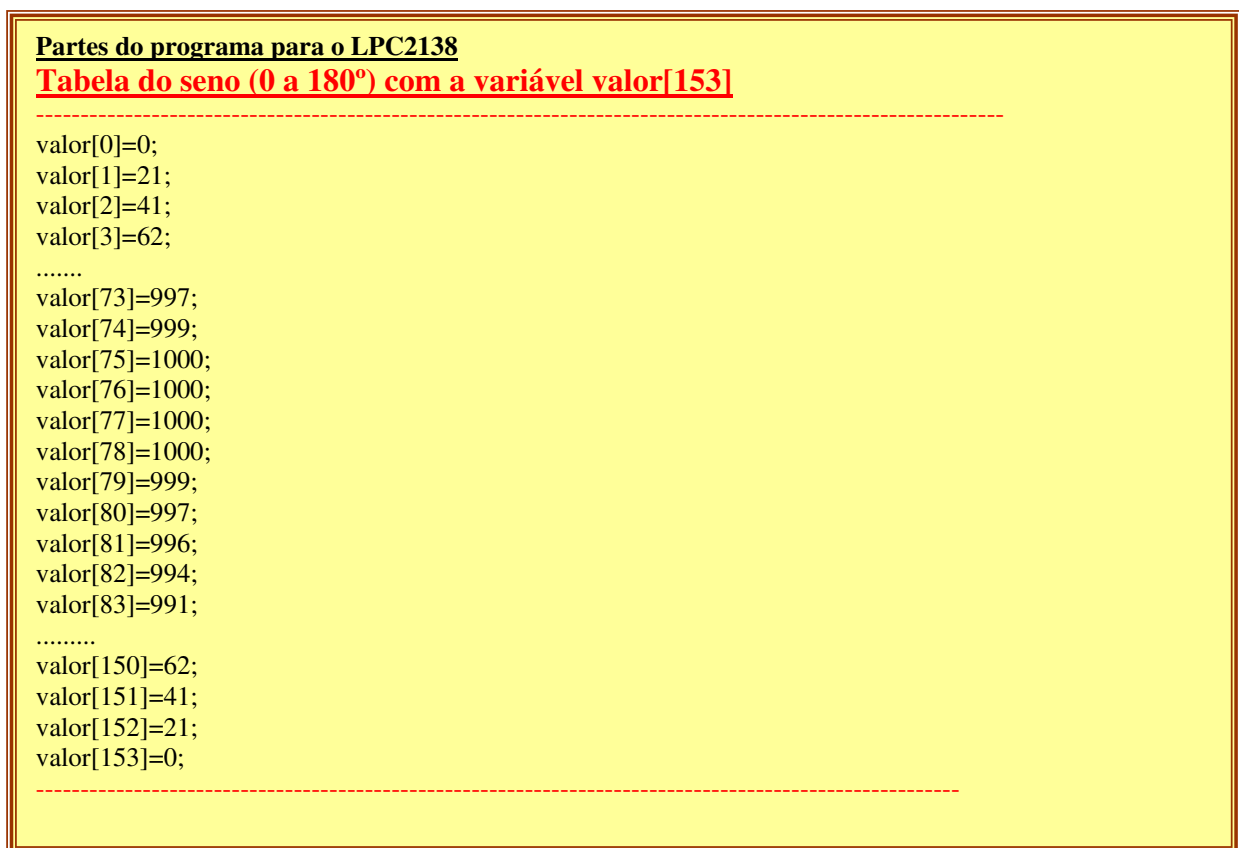 Partes do programa para o LPC2138
Tabela do seno (0 a 180º) com a variável valor[153]
------------------------------------------------------------------------------------------------------------
valor[0]=0;
valor[1]=21;
valor[2]=41;
valor[3]=62;
.......
valor[73]=997;
valor[74]=999;
valor[75]=1000;
valor[76]=1000;
valor[77]=1000;
valor[78]=1000;
valor[79]=999;
valor[80]=997;
valor[81]=996;
valor[82]=994;
valor[83]=991;
.........
valor[150]=62;
valor[151]=41;
valor[152]=21;
valor[153]=0;
-------------------------------------------------------------------------------------------------------